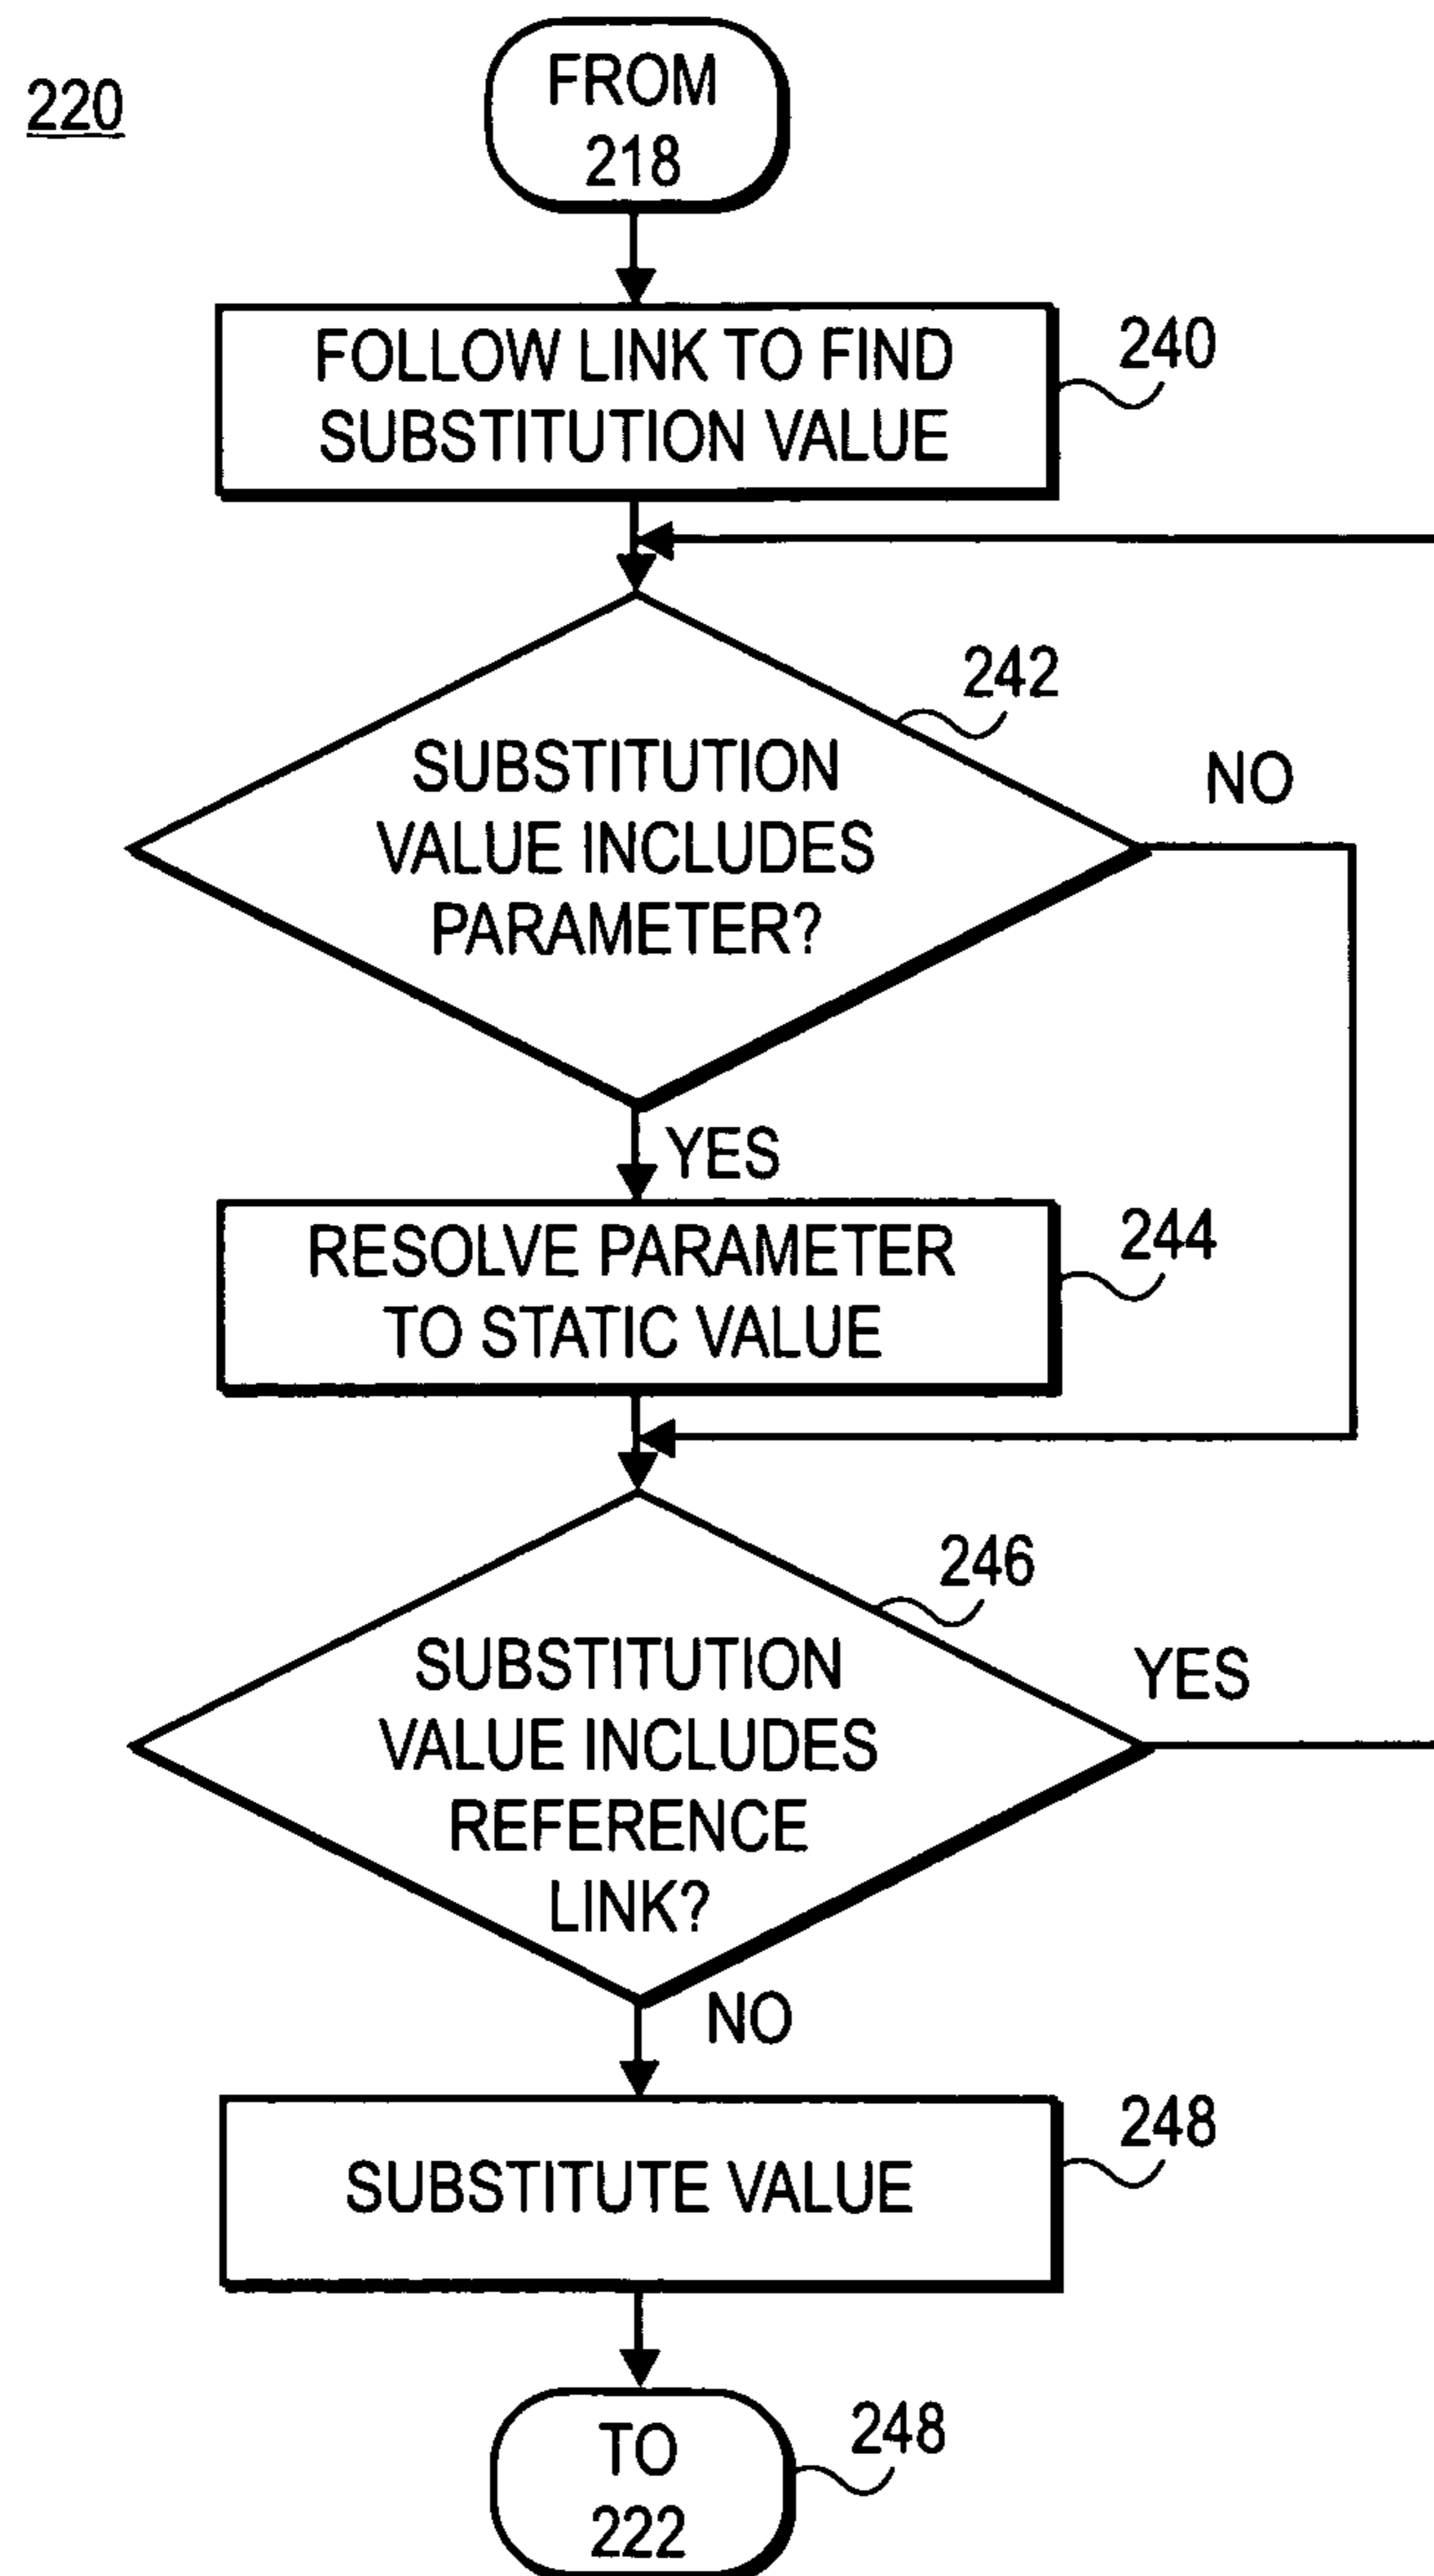 220
FROM
218
FOLLOW LINK TO FIND
SUBSTITUTION VALUE
240
242
SUBSTITUTION
VALUE INCLUDES
PARAMETER?
NO
YES
RESOLVE PARAMETER
TO STATIC VALUE
244
246
SUBSTITUTION
VALUE INCLUDES
REFERENCE
LINK?
YES
NO
SUBSTITUTE VALUE
248
TO
222
248